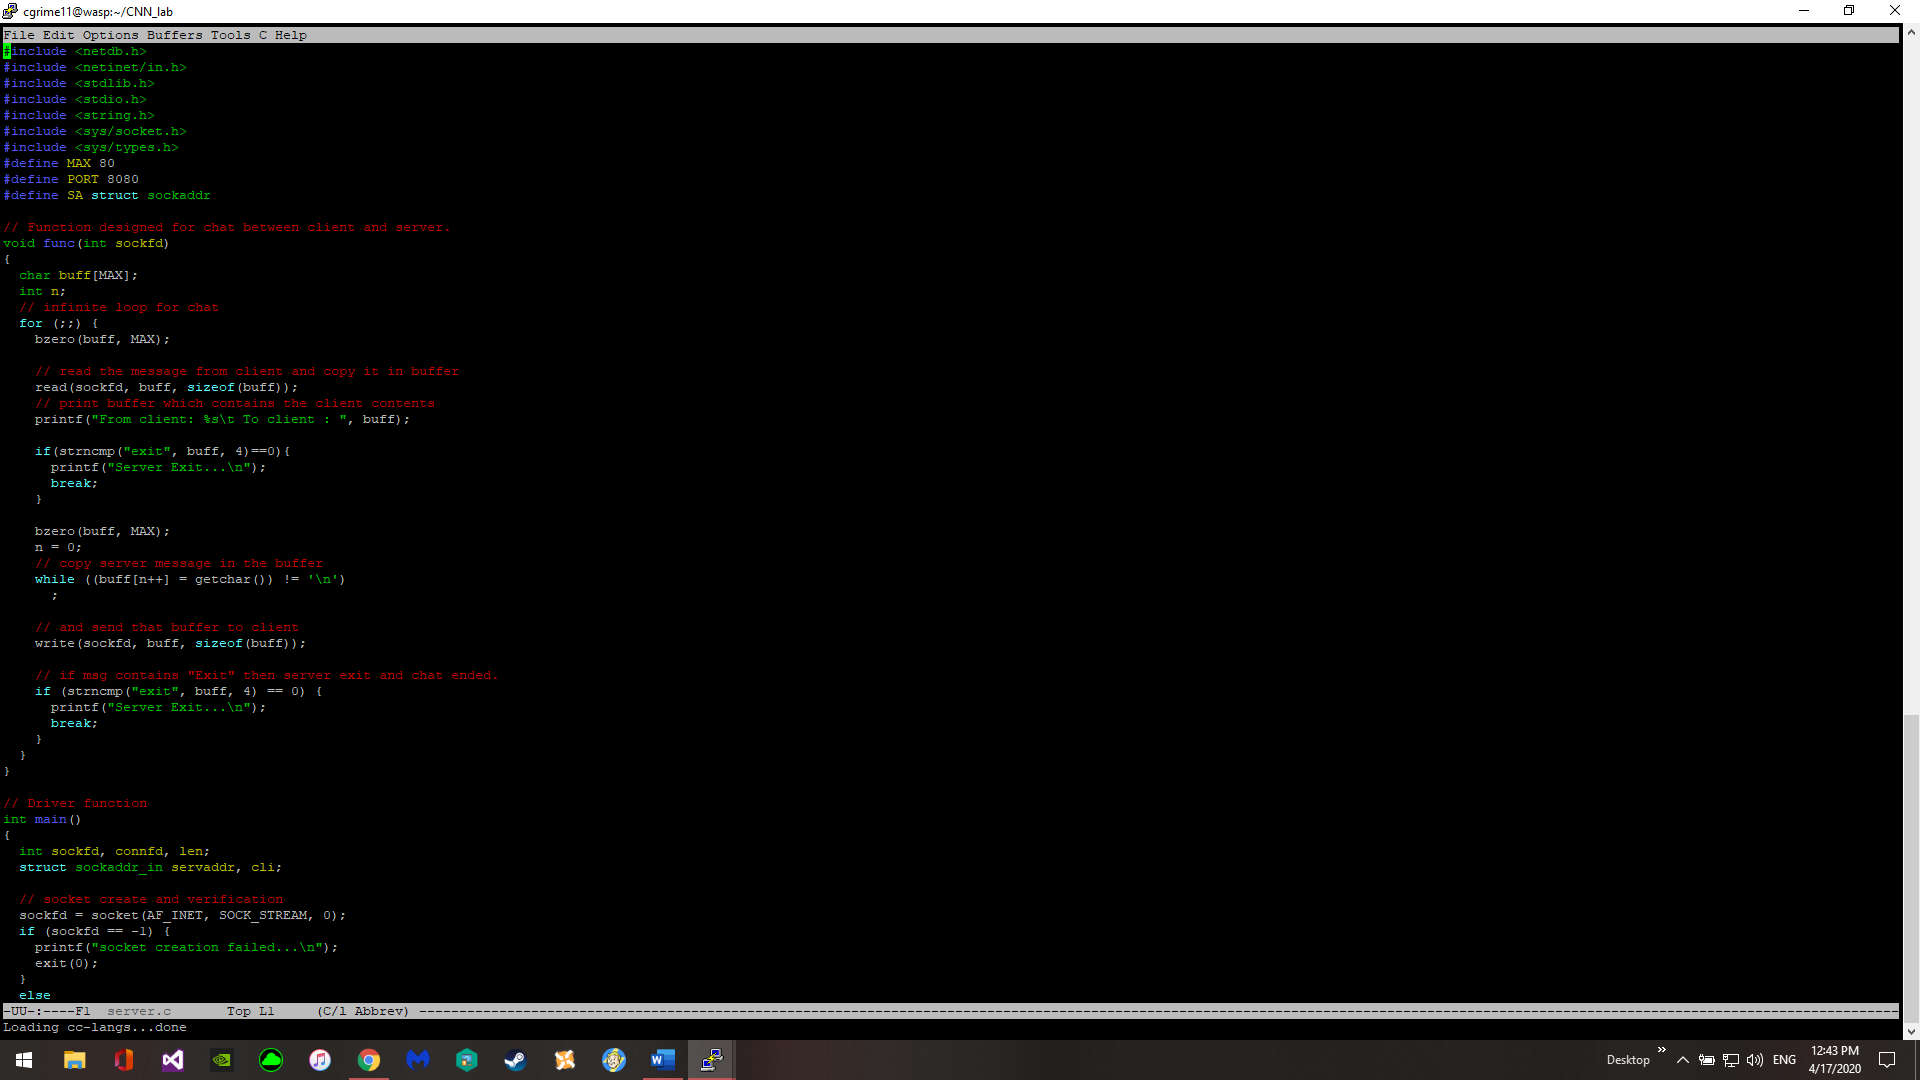 cgrime11@wasp:~/CNN_lab
File Edit Options Buffers Tools C Help
#include <netdb.h>
#include <netinet/in.h>
#include <stdlib.h>
#include <stdio.h>
#include <string.h>
#include <sys/socket.h>
#include <sys/types.h>
#define MAX 80
#define PORT 8080
#define SA struct sockaddr

// Function designed for chat between client and server.
void func(int sockfd)
{
  char buff[MAX];
  int n;
  // infinite loop for chat
  for (;;) {
    bzero(buff, MAX);

    // read the message from client and copy it in buffer
    read(sockfd, buff, sizeof(buff));
    // print buffer which contains the client contents
    printf("From client: %s\t To client : ", buff);

    if(strncmp("exit", buff, 4)==0){
      printf("Server Exit...\n");
      break;
    }

    bzero(buff, MAX);
    n = 0;
    // copy server message in the buffer
    while ((buff[n++] = getchar()) != '\n')
      ;

    // and send that buffer to client
    write(sockfd, buff, sizeof(buff));

    // if msg contains "Exit" then server exit and chat ended.
    if (strncmp("exit", buff, 4) == 0) {
      printf("Server Exit...\n");
      break;
    }
  }
}

// Driver function
int main()
{
  int sockfd, connfd, len;
  struct sockaddr_in servaddr, cli;

  // socket create and verification
  sockfd = socket(AF_INET, SOCK_STREAM, 0);
  if (sockfd == -1) {
    printf("socket creation failed...\n");
    exit(0);
  }
  else
-UU-:----F1  server.c       Top L1     (C/l Abbrev) ------------------------------------------------------------
Loading cc-langs...done
Desktop » ENG 12:43 PM
4/17/2020